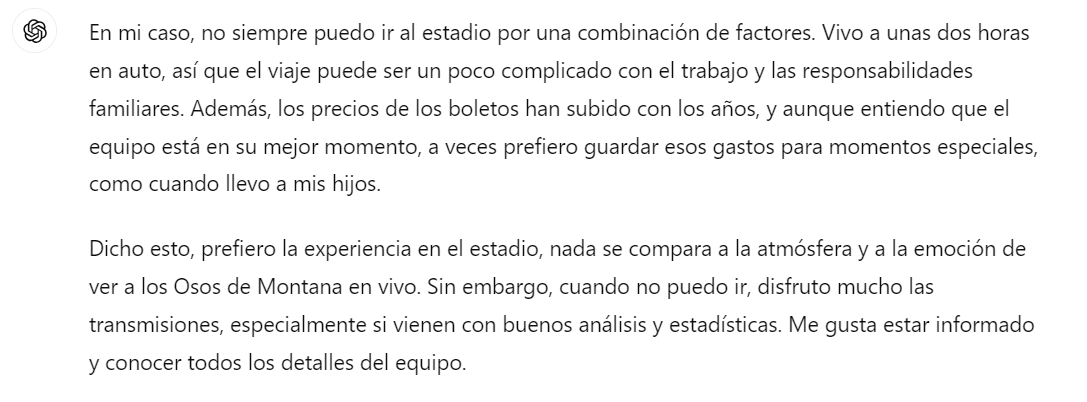 En mi caso, no siempre puedo ir al estadio por una combinación de factores. Vivo a unas dos horas
en auto, así que el viaje puede ser un poco complicado con el trabajo y las responsabilidades
familiares. Además, los precios de los boletos han subido con los años, y aunque entiendo que el
equipo está en su mejor momento, a veces prefiero guardar esos gastos para momentos especiales,
como cuando llevo a mis hijos.
Dicho esto, prefiero la experiencia en el estadio, nada se compara a la atmósfera y a la emoción de
ver a los Osos de Montana en vivo. Sin embargo, cuando no puedo ir, disfruto mucho las
transmisiones, especialmente si vienen con buenos análisis y estadísticas. Me gusta estar informado
y conocer todos los detalles del equipo.